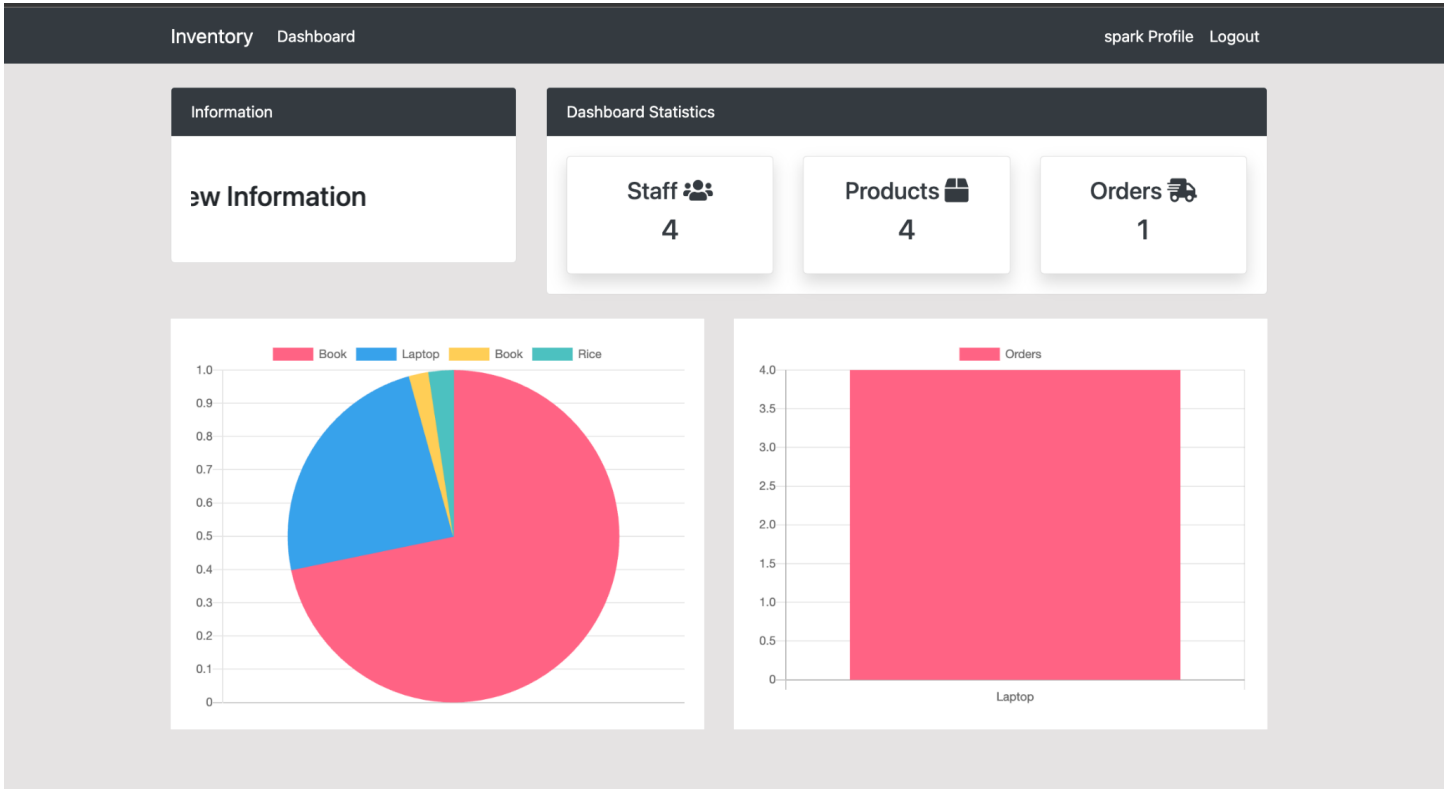 Inventory Dashboard spark Profile Logout
Information
ew Information
Dashboard Statistics
Staff
4
Products
4
Orders
1
Book Laptop Book Rice
1.0
0.9
0.8
0.7
0.6
0.5
0.4
0.3
0.2
0.1
0
Orders
4.0
3.5
3.0
2.5
2.0
1.5
1.0
0.5
0
Laptop